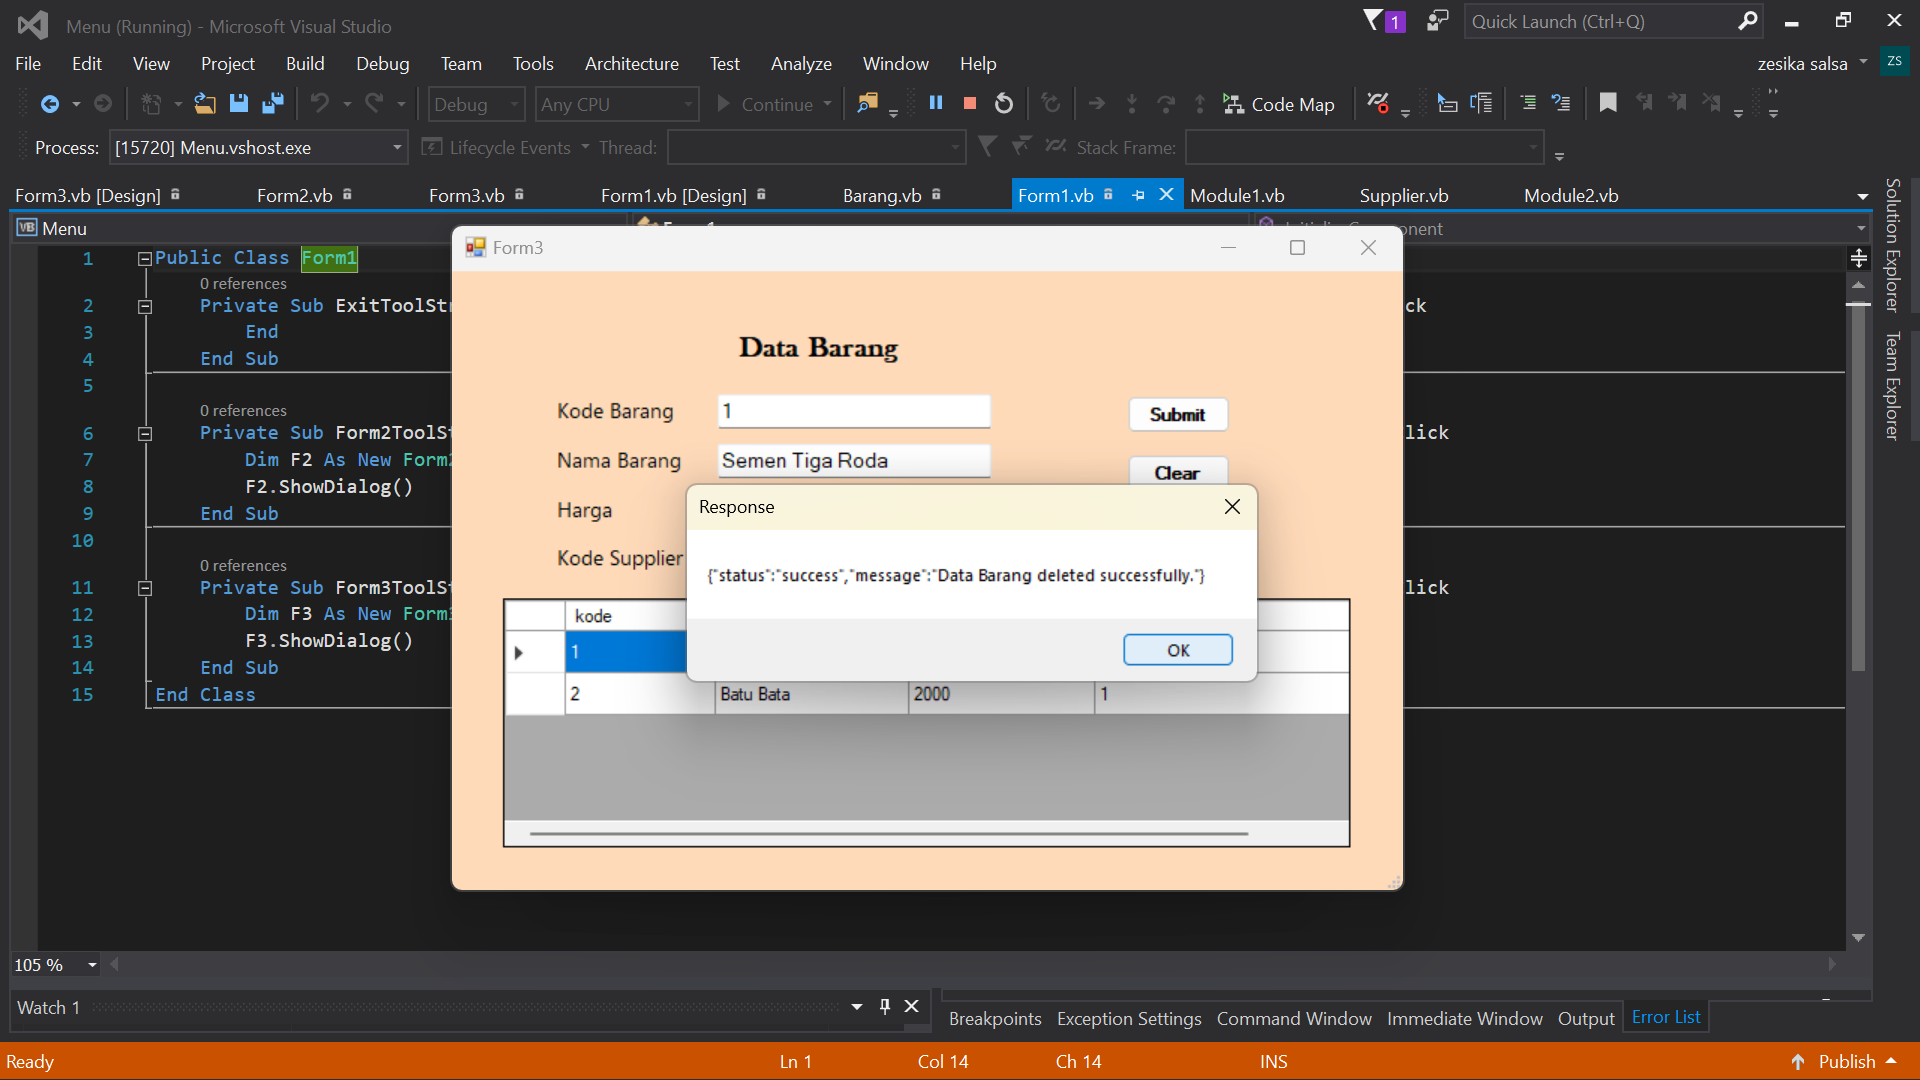 Menu (Running) - Microsoft Visual Studio
1
Quick Launch (Ctrl+Q)
File Edit View Project Build Debug Team Tools Architecture Test Analyze Window Help
zesika salsa
ZS
Debug
Any CPU
Continue
Code Map
Process: [15720] Menu.vshost.exe
Lifecycle Events
Thread:
Stack Frame:
Form3.vb [Design]
Form2.vb
Form3.vb
Form1.vb [Design]
Barang.vb
Form1.vb
Module1.vb
Supplier.vb
Module2.vb
Solution Explorer
Team Explorer
VB Menu
1 Public Class Form1
0 references
2 Private Sub ExitToolStr
ck
3 End
4 End Sub
5
0 references
6 Private Sub Form2ToolSt
lick
7 Dim F2 As New Form2
8 F2.ShowDialog()
9 End Sub
10
0 references
11 Private Sub Form3ToolSt
lick
12 Dim F3 As New Form3
13 F3.ShowDialog()
14 End Sub
15 End Class
Form3
Data Barang
Kode Barang 1
Submit
Nama Barang Semen Tiga Roda
Clear
Harga
Kode Supplier
Response
{"status":"success","message":"Data Barang deleted successfully."}
OK
kode
1
2 Batu Bata 2000 1
105 %
Watch 1
Breakpoints Exception Settings Command Window Immediate Window Output Error List
Ready
Ln 1
Col 14
Ch 14
INS
Publish